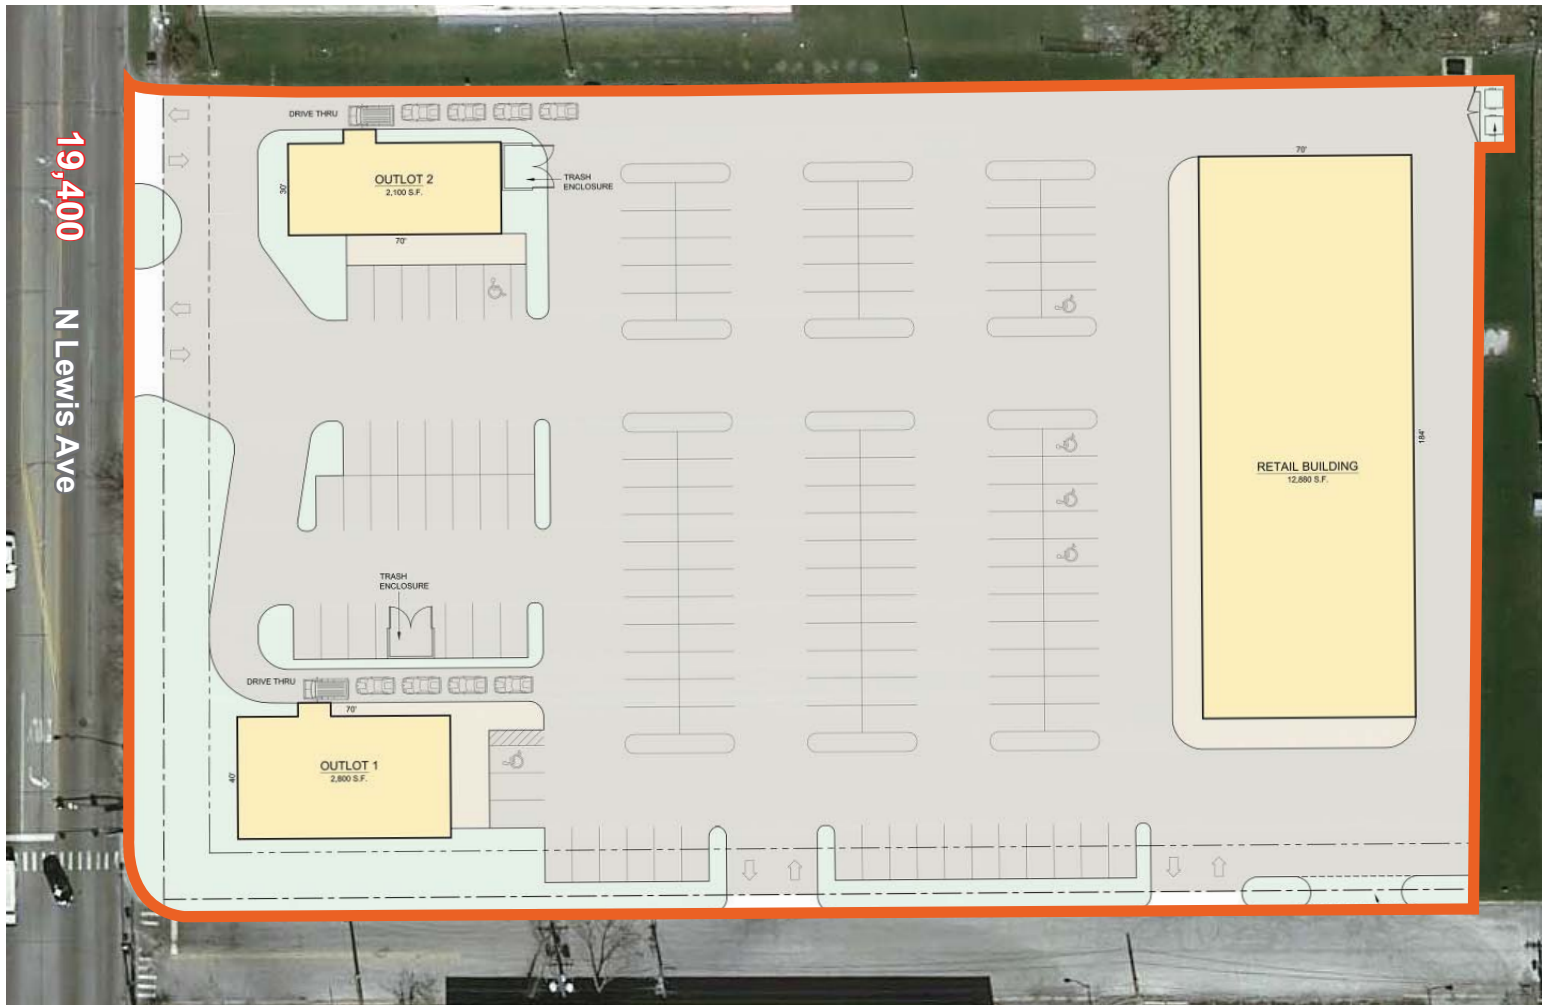 DRIVE THRU
OUTLOT 2
2,100 S.F.
30'
70'
TRASH
ENCLOSURE
70'
RETAIL BUILDING
12,880 S.F.
184'
19,400
N Lewis Ave
TRASH
ENCLOSURE
DRIVE THRU
70'
OUTLOT 1
2,800 S.F.
40'